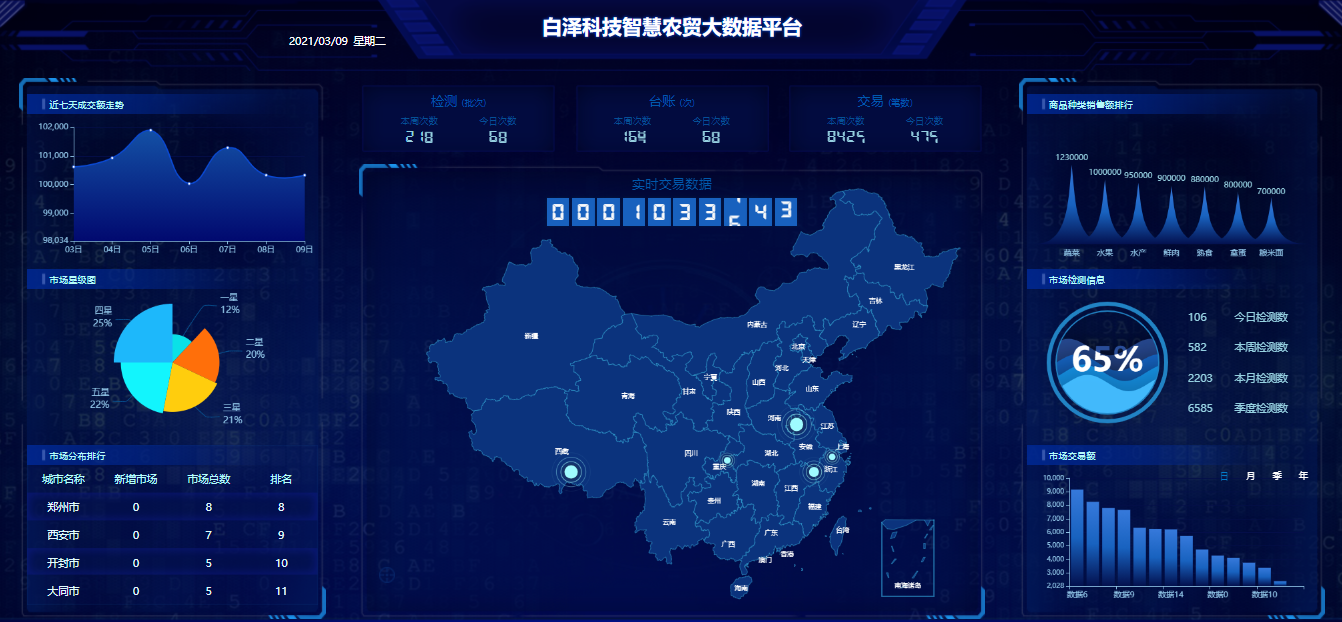 白泽科技智慧农贸大数据平台
2021/03/09 星期二
近七天成交额走势
102,000
101,000
100,000
99,000
98,034
03日 04日 05日 06日 07日 08日 09日
市场星级图
一星
12%
二星
20%
三星
21%
五星
22%
四星
25%
市场分布排行
城市名称 新增市场 市场总数 排名
郑州市 0 8 8
西安市 0 7 9
开封市 0 5 10
大同市 0 5 11
检测 (批次)
本周次数 今日次数
218 68
台账 (次)
本周次数 今日次数
164 68
交易 (笔数)
本周次数 今日次数
8425 475
实时交易数据
0 0 0 1 0 3 3 4 3
黑龙江
吉林
辽宁
内蒙古
新疆
北京
天津
河北
山西
山东
宁夏
甘肃
青海
陕西
河南
江苏
安徽
上海
西藏
四川
湖北
重庆
浙江
湖南
江西
贵州
福建
云南
广西
广东
台湾
香港
澳门
海南
南海诸岛
商品种类销售额排行
1230000
1000000 950000 900000 880000 800000 700000
蔬菜 水果 水产 鲜肉 熟食 禽蛋 粮米面
市场检测信息
65%
106 今日检测数
582 本周检测数
2203 本月检测数
6585 季度检测数
市场交易额
日 月 季 年
10,000
9,000
8,000
7,000
6,000
5,000
4,000
3,000
2,028
数据6 数据9 数据14 数据0 数据10